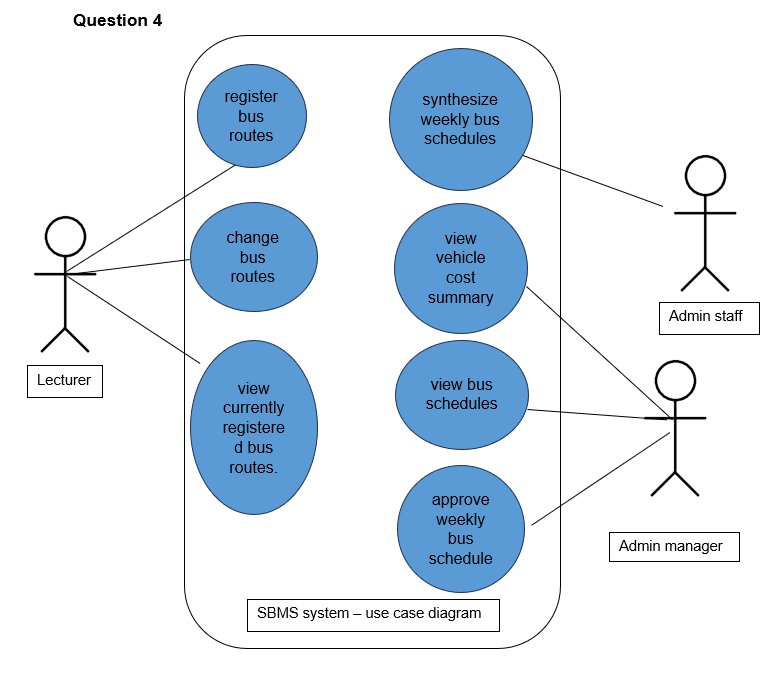 Question 4
register
bus
routes
synthesize
weekly bus
schedules
change
bus
routes
view
vehicle
cost
summary
Admin staff
Lecturer
view
currently
registere
d bus
routes.
view bus
schedules
approve
weekly
bus
schedule
Admin manager
SBMS system – use case diagram